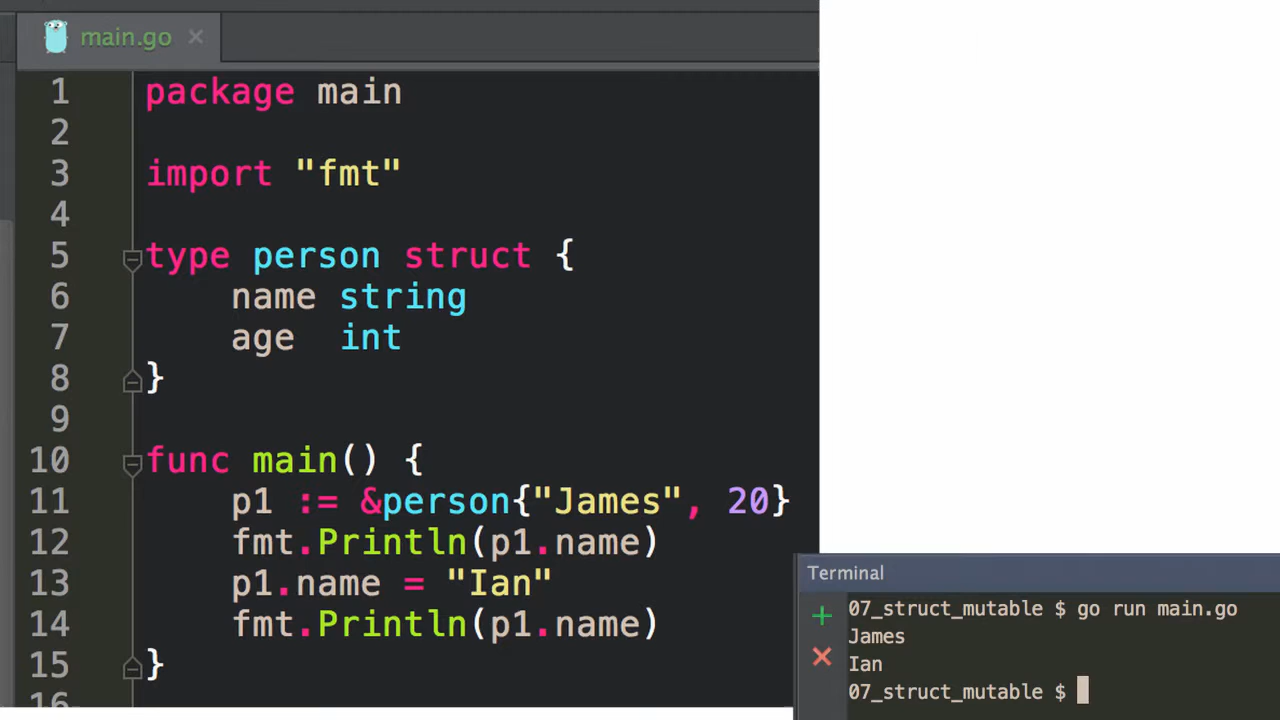 main.go
1 package main
2
3 import "fmt"
4
5 type person struct {
6 name string
7 age int
8 }
9
10 func main() {
11 p1 := &person{"James", 20}
12 fmt.Println(p1.name)
13 p1.name = "Ian"
14 fmt.Println(p1.name)
15 }
16
Terminal
07_struct_mutable $ go run main.go
James
Ian
07_struct_mutable $